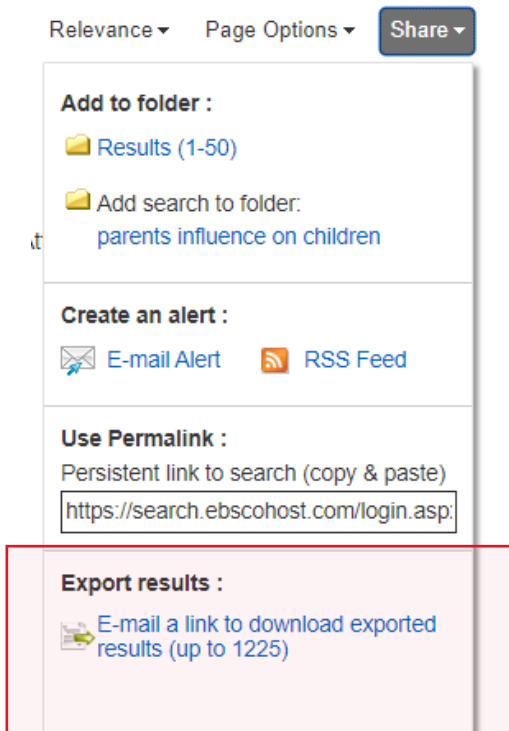 Relevance Page Options Share
Add to folder :
Results (1-50)
Add search to folder:
parents influence on children
Create an alert :
E-mail Alert RSS Feed
Use Permalink :
Persistent link to search (copy & paste)
https://search.ebscohost.com/login.asp
Export results :
E-mail a link to download exported
results (up to 1225)